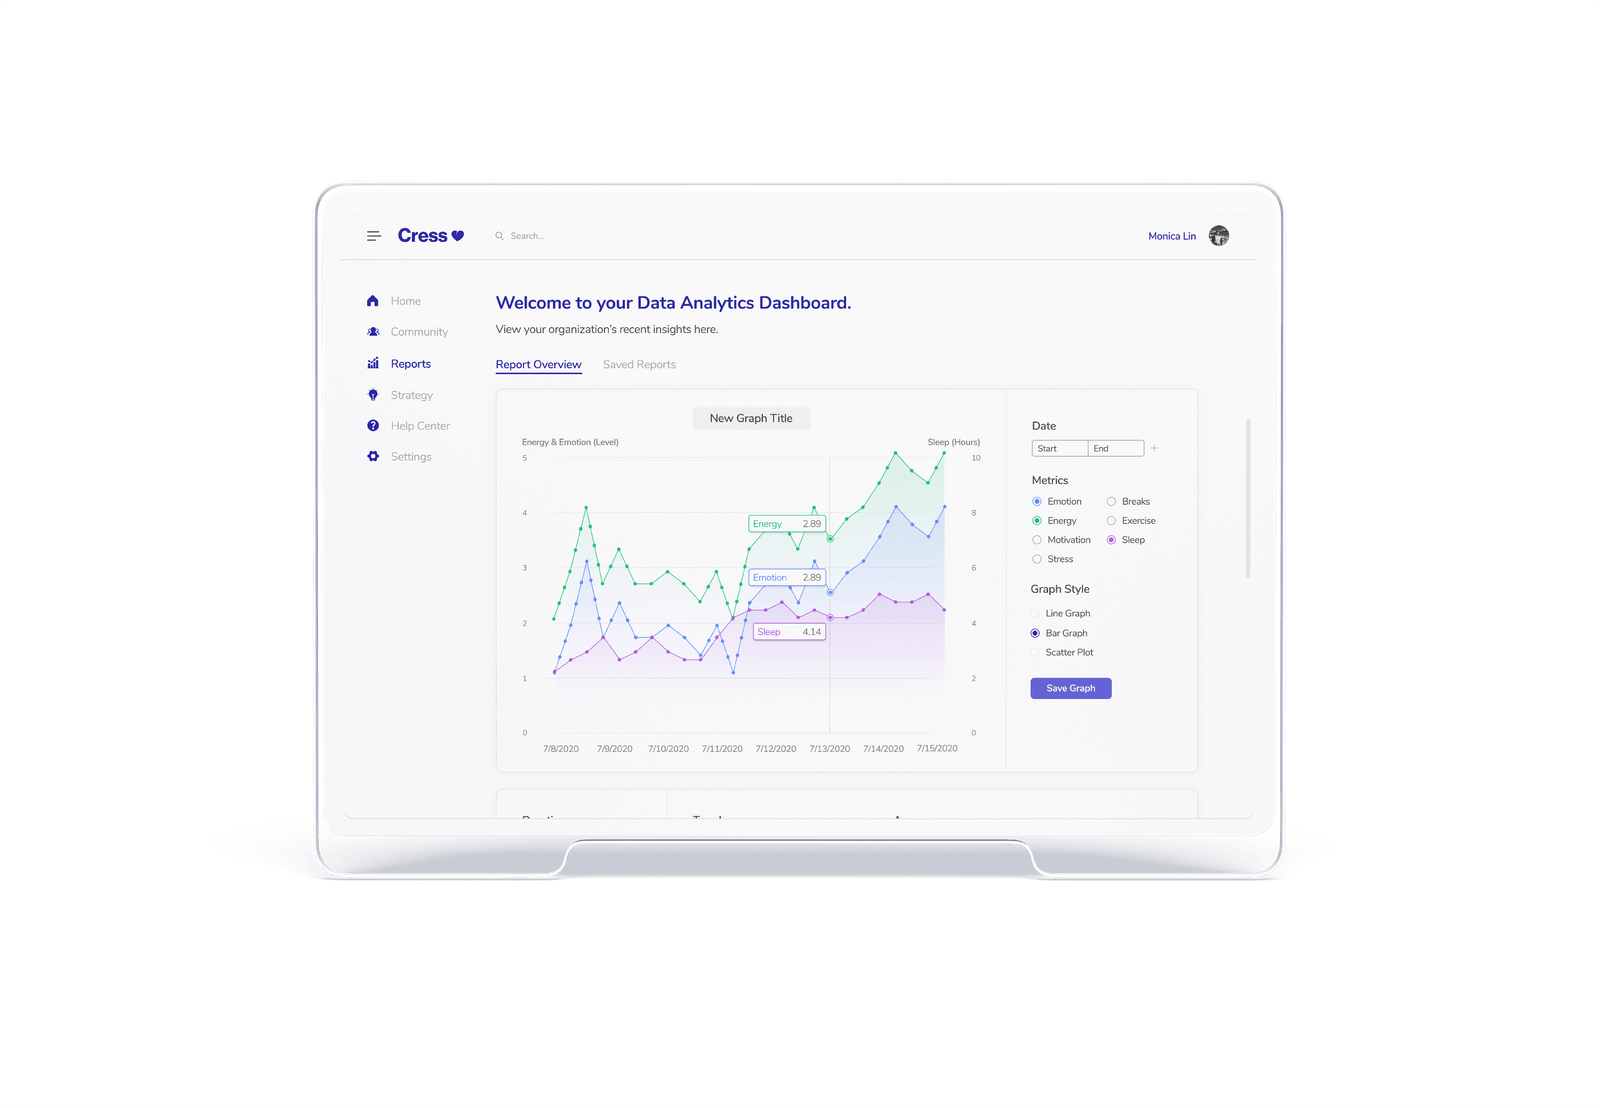 Cress
Search...
Monica Lin
Home
Community
Reports
Strategy
Help Center
Settings
Welcome to your Data Analytics Dashboard.
View your organization's recent insights here.
Report Overview Saved Reports
New Graph Title
Energy & Emotion (Level) Sleep (Hours)
5 10
4 8
3 6
2 4
1 2
0 0
Energy 2.89
Emotion 2.89
Sleep 4.14
7/8/2020 7/9/2020 7/10/2020 7/11/2020 7/12/2020 7/13/2020 7/14/2020 7/15/2020
Date
Start End +
Metrics
Emotion Breaks
Energy Exercise
Motivation Sleep
Stress
Graph Style
Line Graph
Bar Graph
Scatter Plot
Save Graph